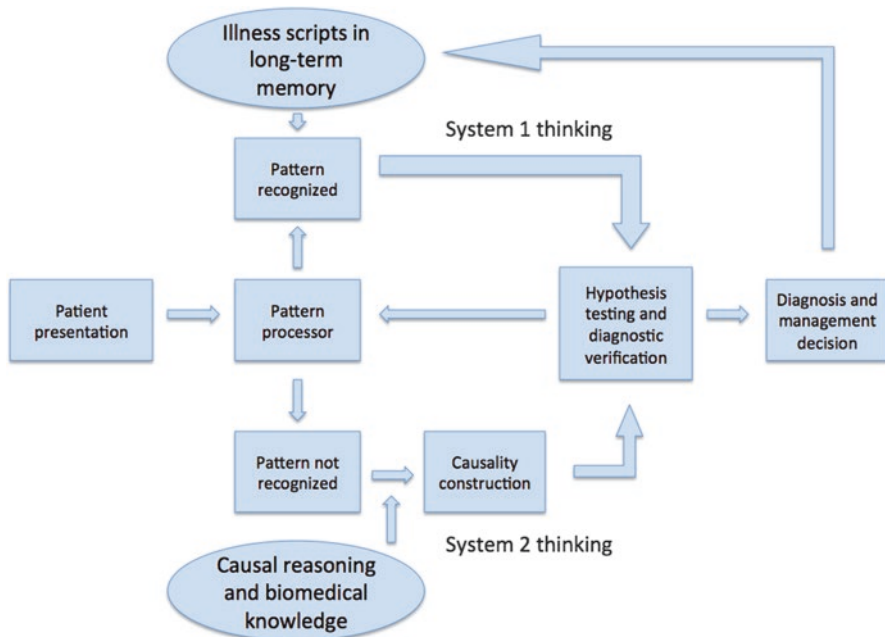 Illness scripts in
long-term
memory
System 1 thinking
Pattern
recognized
Patient
presentation
Pattern
processor
Hypothesis
testing and
diagnostic
verification
Diagnosis and
management
decision
Pattern not
recognized
Causality
construction
System 2 thinking
Causal reasoning
and biomedical
knowledge